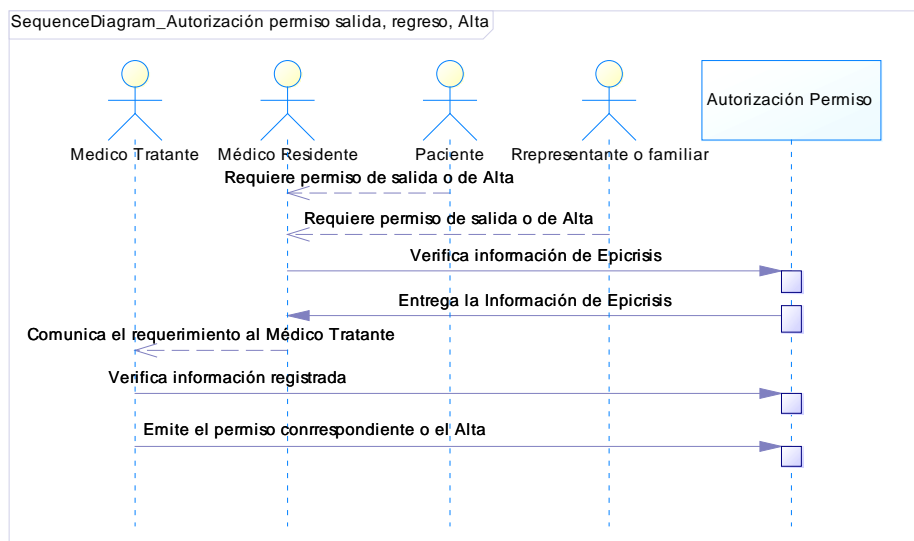 SequenceDiagram_Autorización permiso salida, regreso, Alta
Autorización Permiso
Medico Tratante
Médico Residente
Paciente
Rrepresentante o familiar
Requiere permiso de salida o de Alta
Requiere permiso de salida o de Alta
Verifica información de Epicrisis
Entrega la Información de Epicrisis
Comunica el requerimiento al Médico Tratante
Verifica información registrada
Emite el permiso conrrespondiente o el Alta